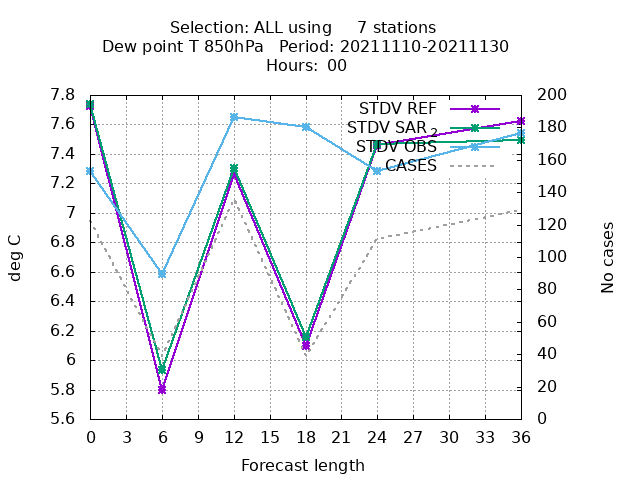 Selection: ALL using 7 stations
Dew point T 850hPa Period: 20211110-20211130
Hours: 00
7.8
7.6
7.4
7.2
7
6.8
6.6
6.4
6.2
6
5.8
5.6
deg C
STDV REF
STDV SAR 2
STDV OBS
CASES
200
180
160
140
120
100
80
60
40
20
0
No cases
0 3 6 9 12 15 18 21 24 27 30 33 36
Forecast length